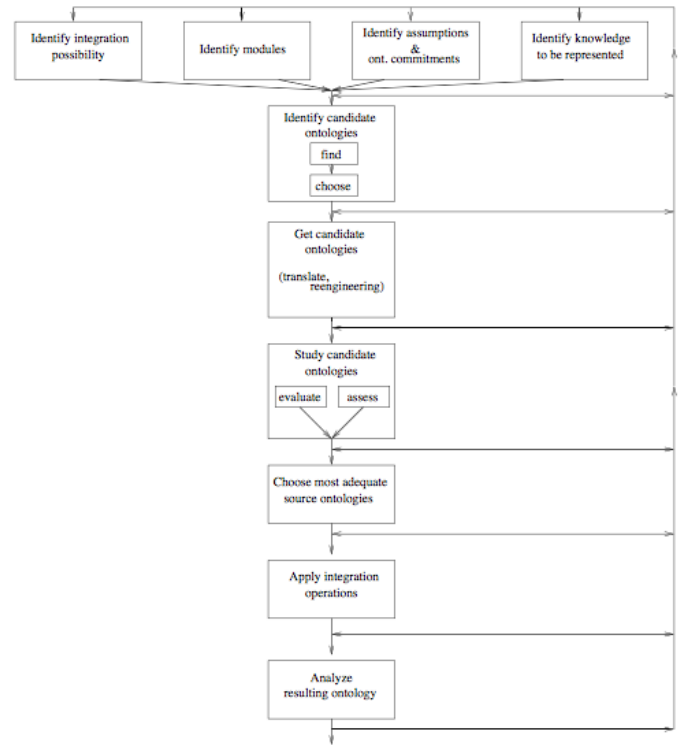 Identify integration
possibility
Identify modules
Identify assumptions
&
ont. commitments
Identify knowledge
to be represented
Identify candidate
ontologies
find
choose
Get candidate
ontologies
(translate,
reengineering)
Study candidate
ontologies
evaluate
assess
Choose most adequate
source ontologies
Apply integration
operations
Analyze
resulting ontology